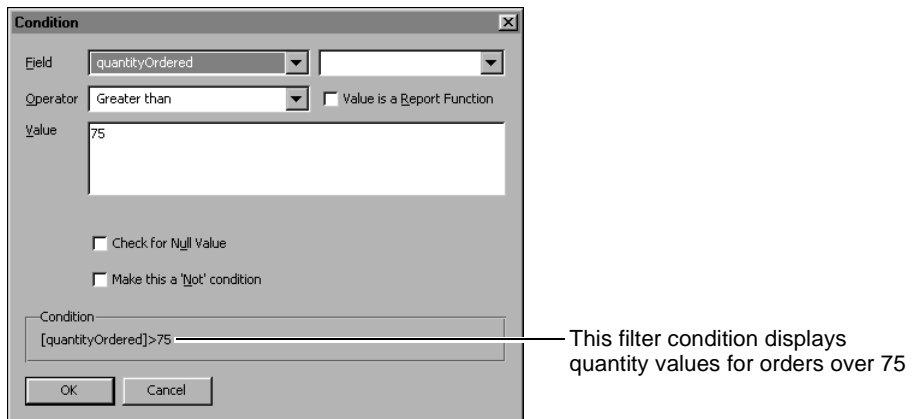 Condition
Field quantityOrdered
Operator Greater than Value is a Report Function
Value 75
Check for Null Value
Make this a 'Not' condition
Condition
[quantityOrdered]>75
This filter condition displays
quantity values for orders over 75
OK Cancel